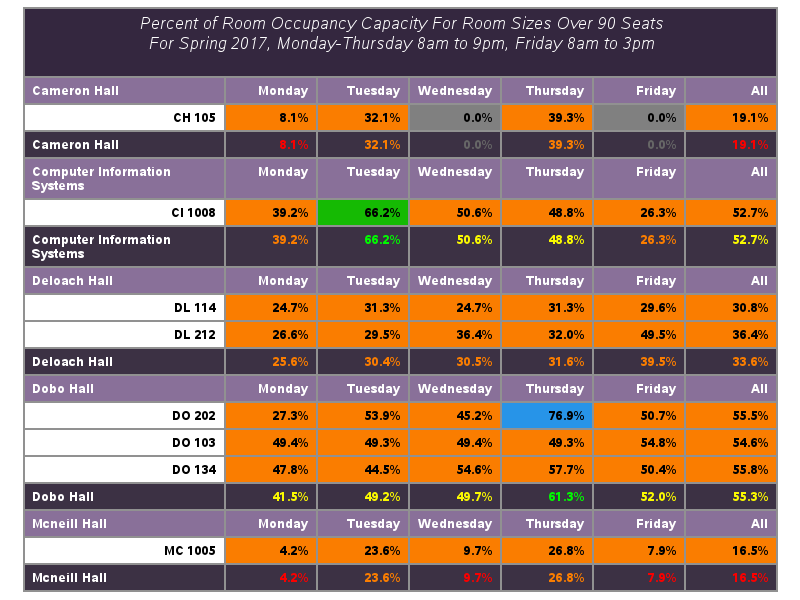 Percent of Room Occupancy Capacity For Room Sizes Over 90 Seats
For Spring 2017, Monday-Thursday 8am to 9pm, Friday 8am to 3pm
Cameron Hall Monday Tuesday Wednesday Thursday Friday All
CH 105 8.1% 32.1% 0.0% 39.3% 0.0% 19.1%
Cameron Hall 8.1% 32.1% 0.0% 39.3% 0.0% 19.1%
Computer Information Monday Tuesday Wednesday Thursday Friday All
Systems
CI 1008 39.2% 66.2% 50.6% 48.8% 26.3% 52.7%
Computer Information 39.2% 66.2% 50.6% 48.8% 26.3% 52.7%
Systems
Deloach Hall Monday Tuesday Wednesday Thursday Friday All
DL 114 24.7% 31.3% 24.7% 31.3% 29.6% 30.8%
DL 212 26.6% 29.5% 36.4% 32.0% 49.5% 36.4%
Deloach Hall 25.6% 30.4% 30.5% 31.6% 39.5% 33.6%
Dobo Hall Monday Tuesday Wednesday Thursday Friday All
DO 202 27.3% 53.9% 45.2% 76.9% 50.7% 55.5%
DO 103 49.4% 49.3% 49.4% 49.3% 54.8% 54.6%
DO 134 47.8% 44.5% 54.6% 57.7% 50.4% 55.8%
Dobo Hall 41.5% 49.2% 49.7% 61.3% 52.0% 55.3%
Mcneill Hall Monday Tuesday Wednesday Thursday Friday All
MC 1005 4.2% 23.6% 9.7% 26.8% 7.9% 16.5%
Mcneill Hall 4.2% 23.6% 9.7% 26.8% 7.9% 16.5%